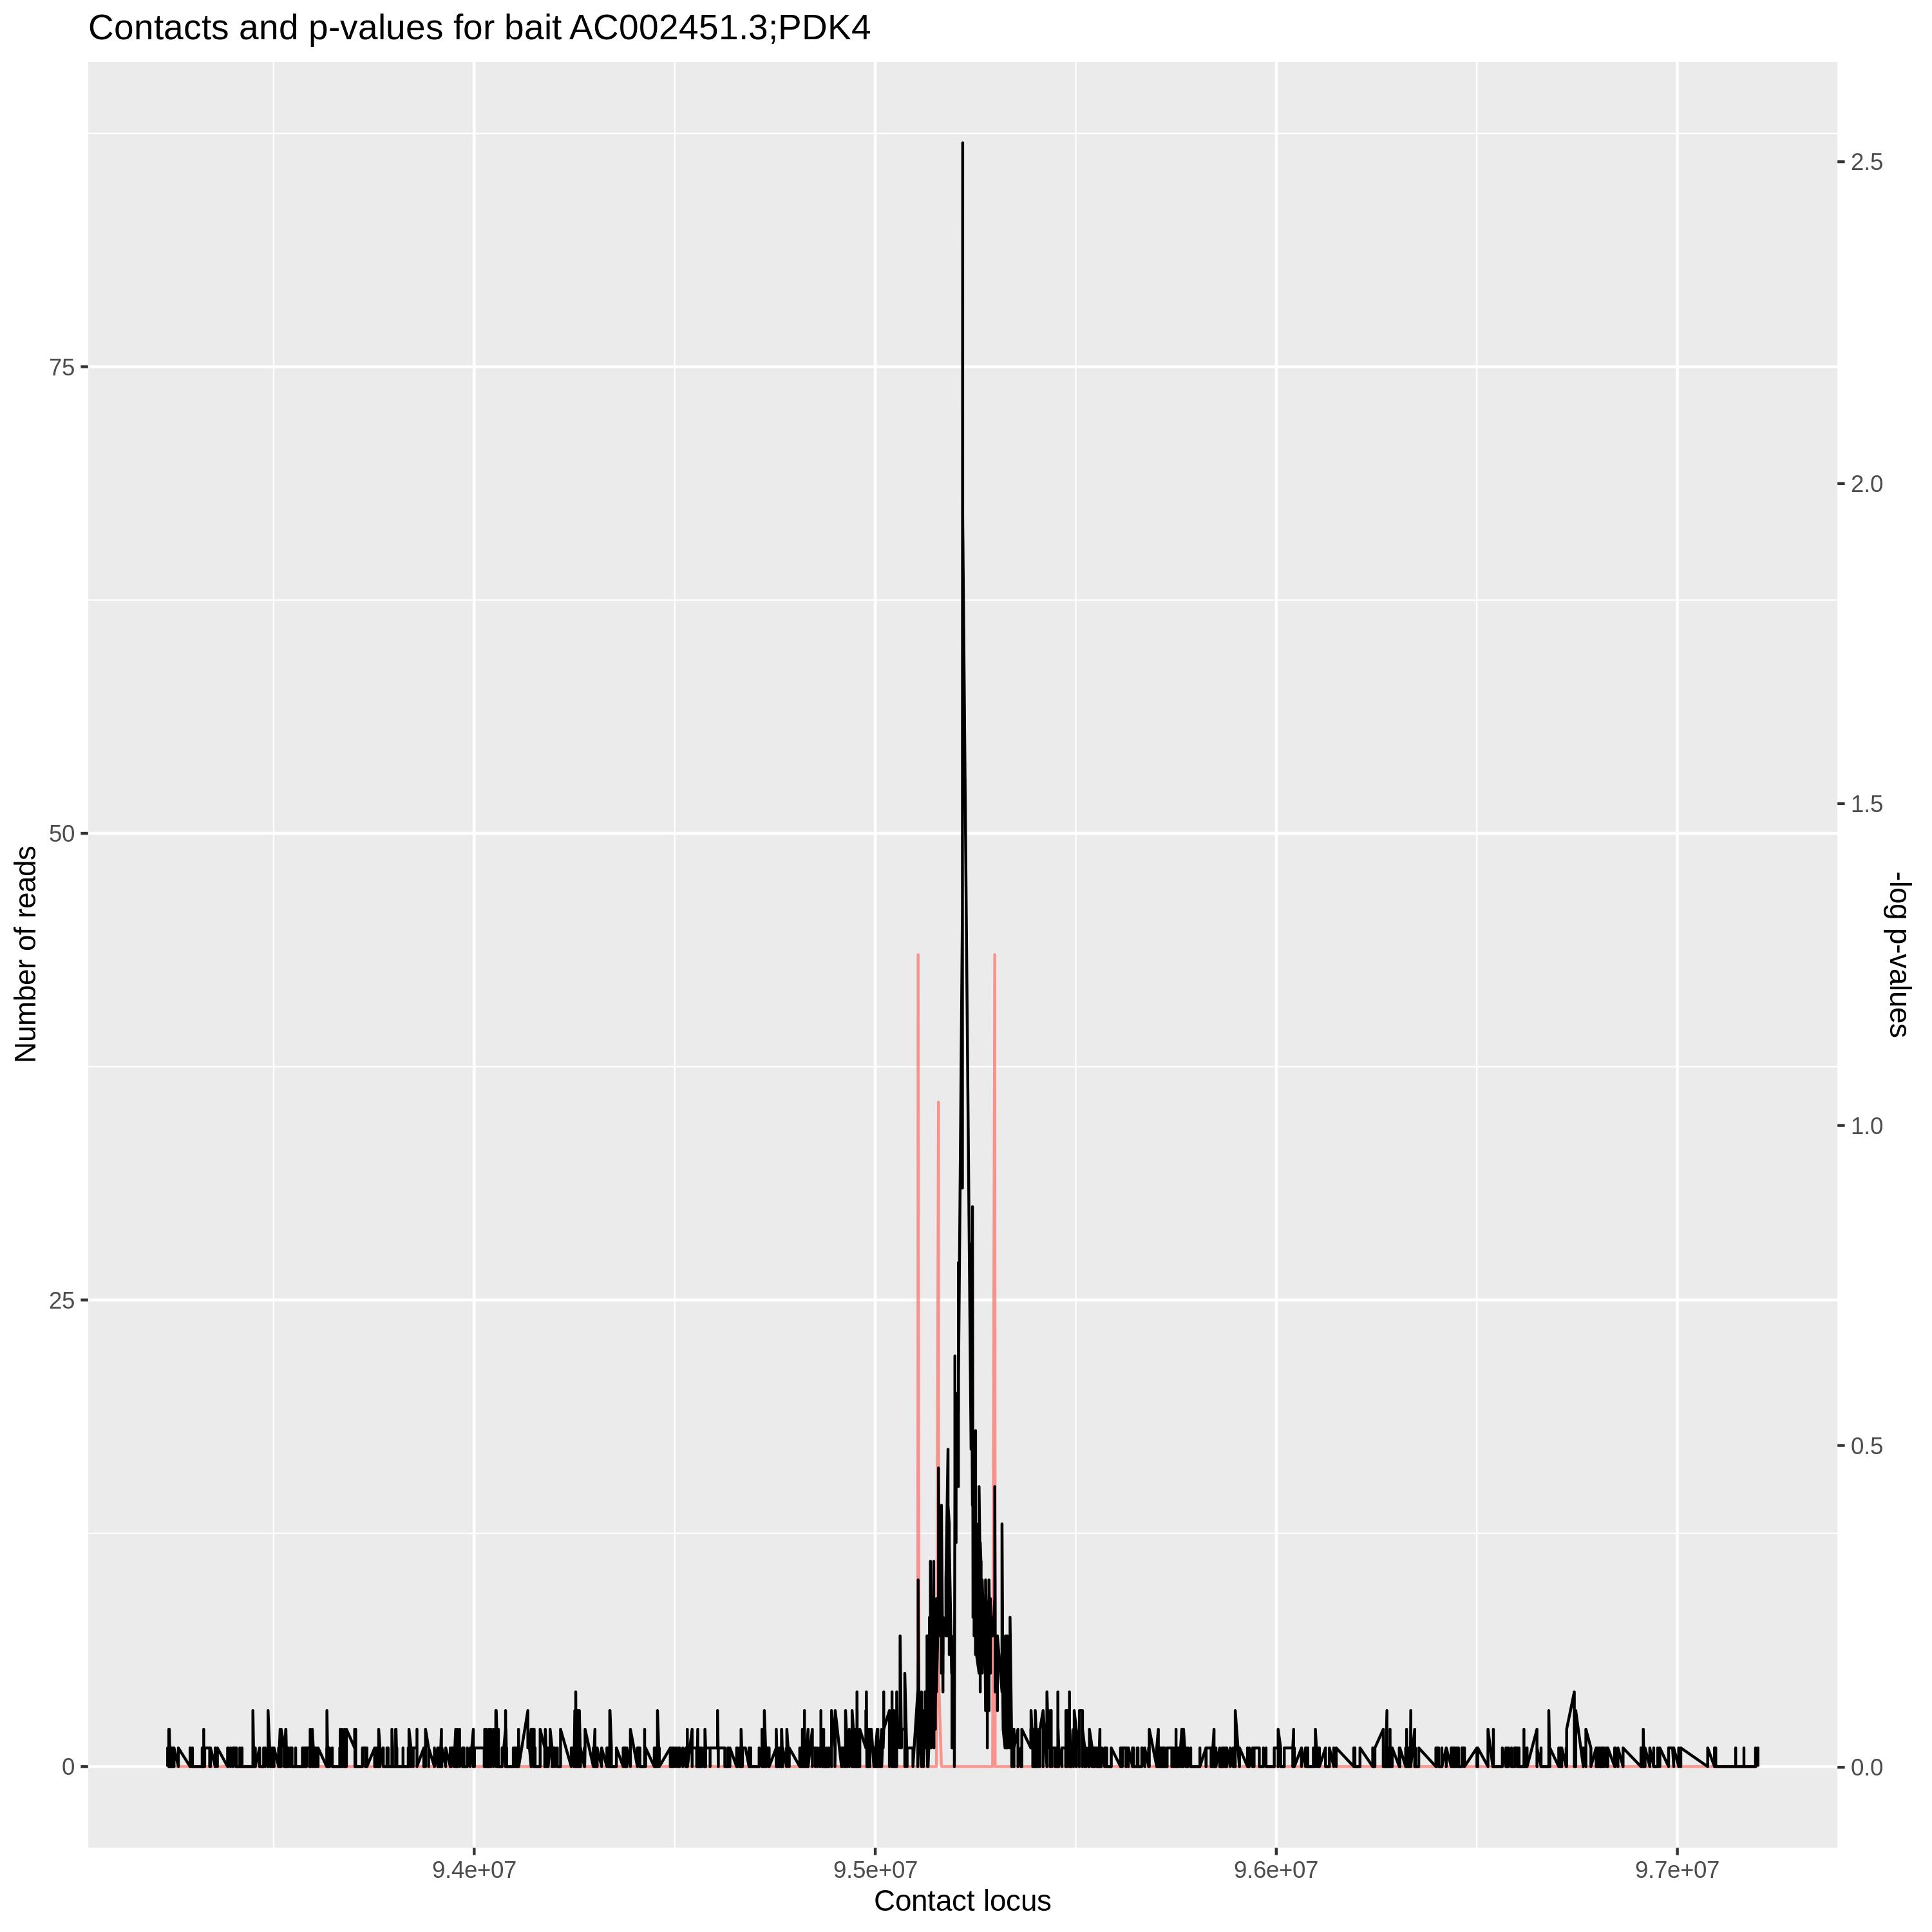 Contacts and p-values for bait AC002451.3;PDK4
Number of reads
75
50
25
0
2.5
2.0
1.5
1.0
0.5
0.0
-log p-values
9.4e+07 9.5e+07 9.6e+07 9.7e+07
Contact locus